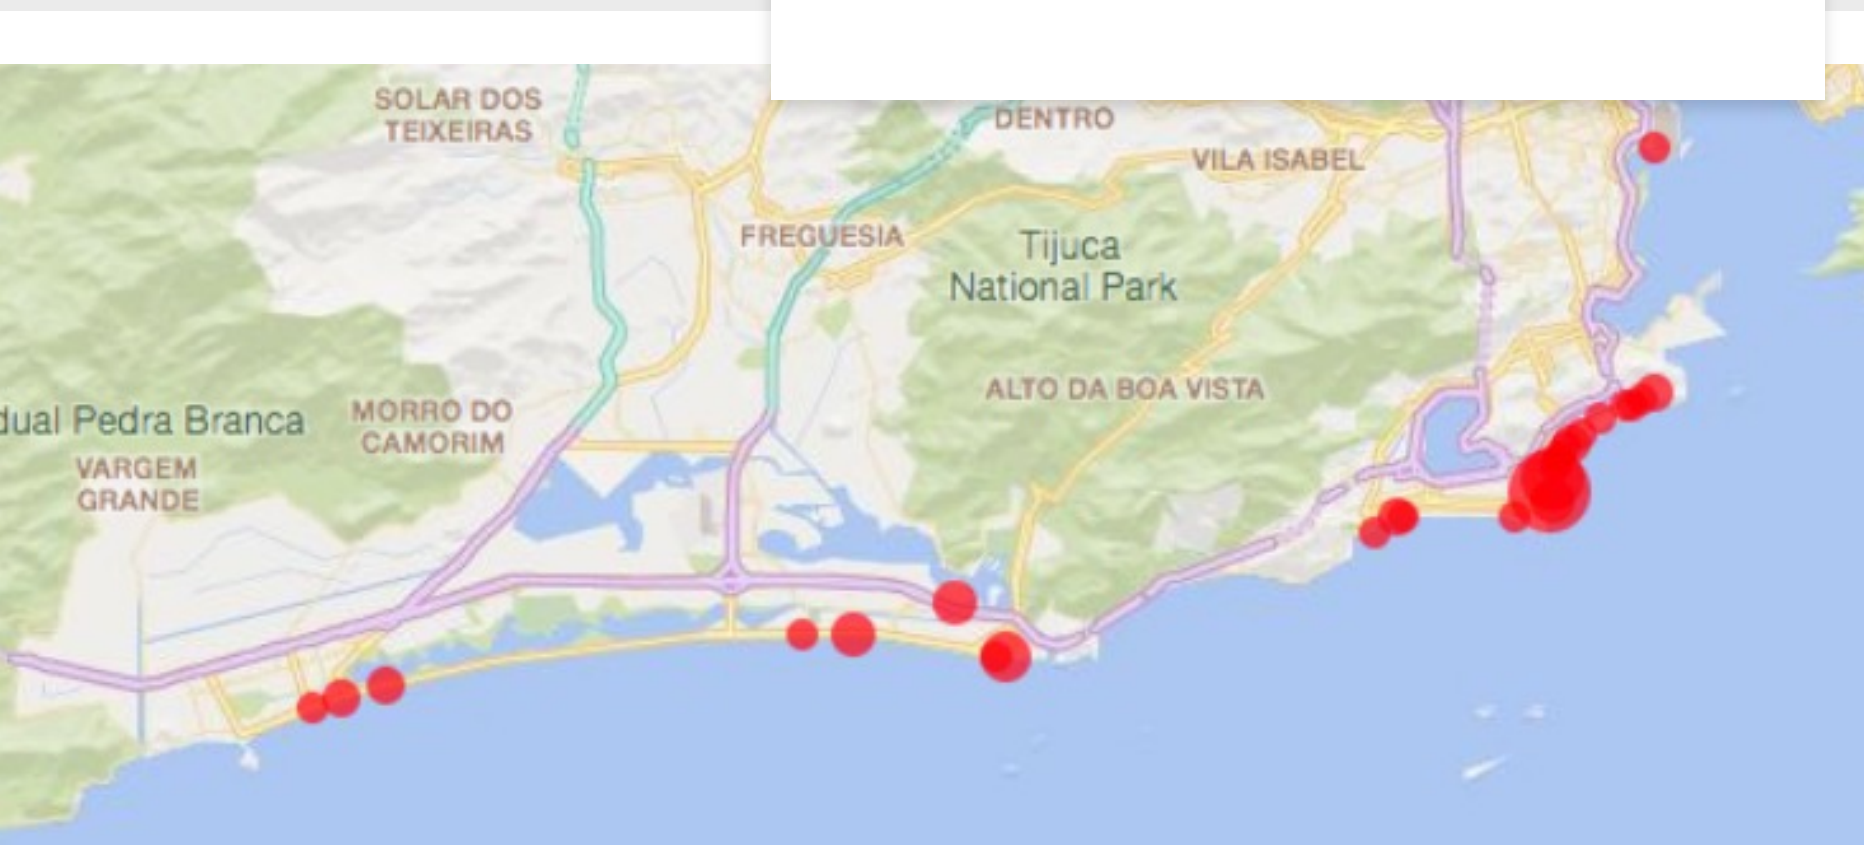 SOLAR DOS
TEIXEIRAS
DENTRO
VILA ISABEL
FREGUESIA
Tijuca
National Park
ALTO DA BOA VISTA
dual Pedra Branca
MORRO DO
CAMORIM
VARGEM
GRANDE